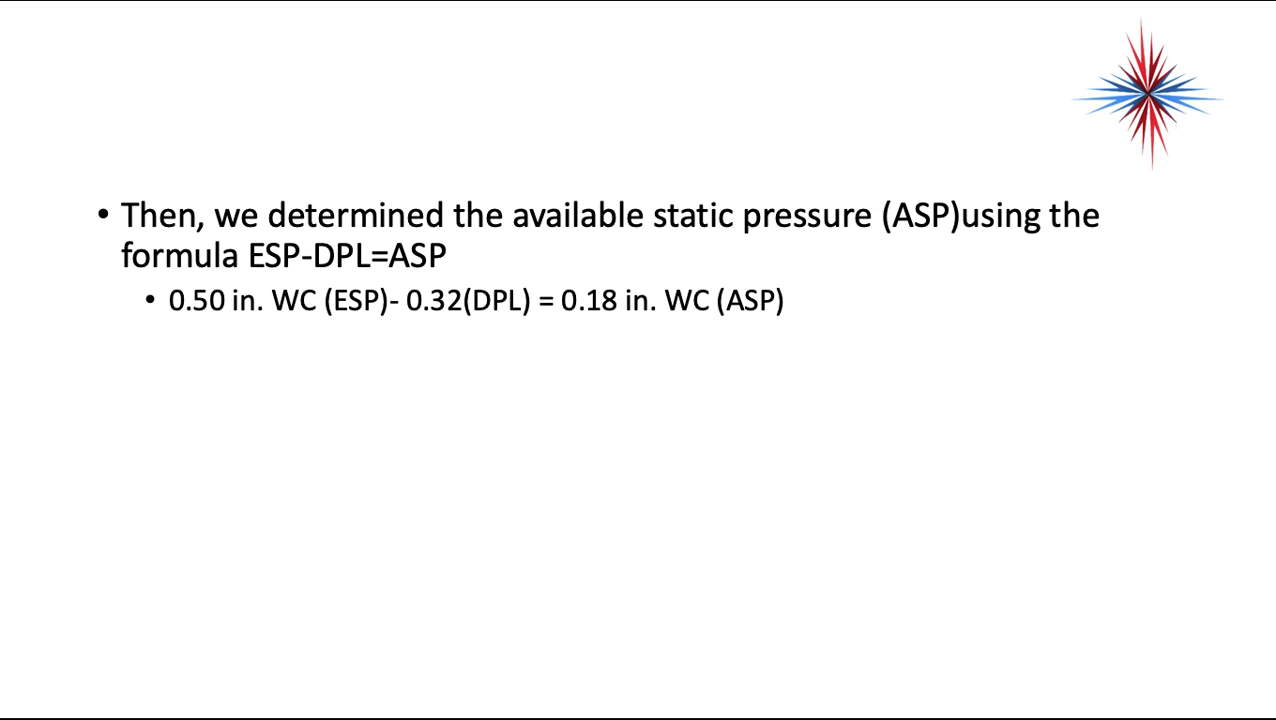 • Then, we determined the available static pressure (ASP)using the
formula ESP-DPL=ASP
• 0.50 in. WC (ESP)- 0.32(DPL) = 0.18 in. WC (ASP)